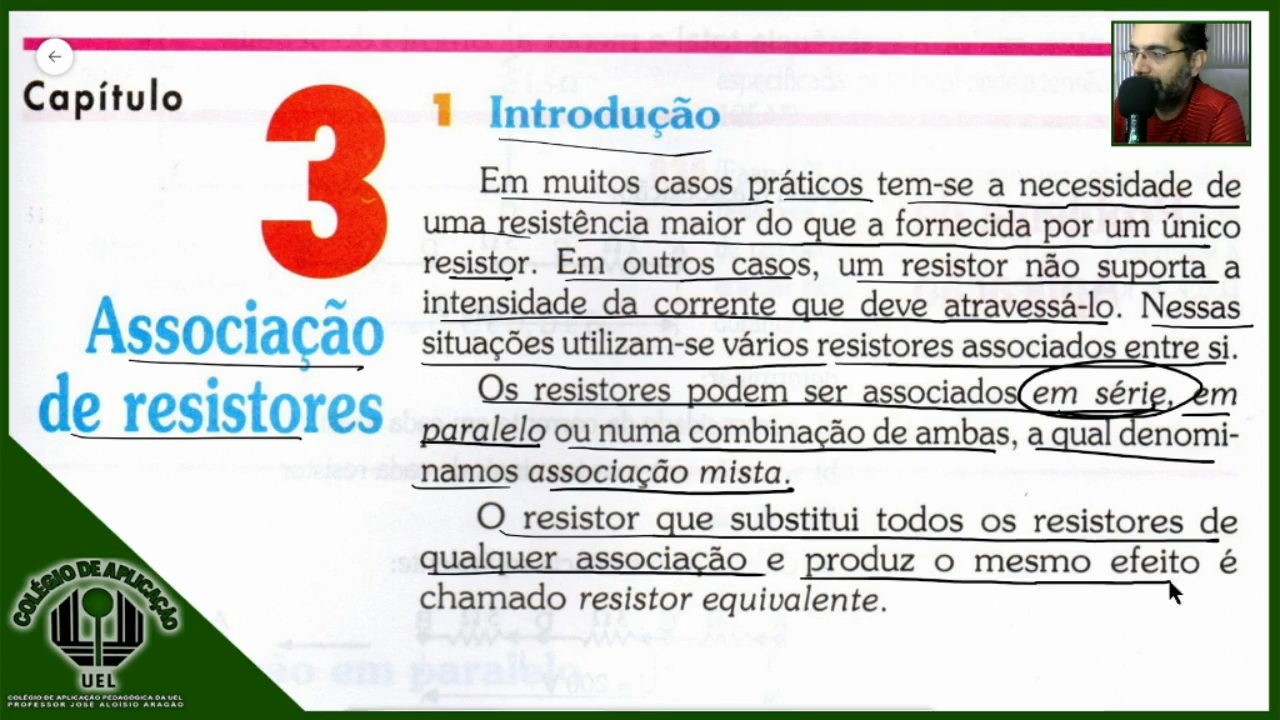 Capítulo
3
Associação
de resistores
1 Introdução
Em muitos casos práticos tem-se a necessidade de
uma resistência maior do que a fornecida por um único
resistor. Em outros casos, um resistor não suporta a
intensidade da corrente que deve atravessá-lo. Nessas
situações utilizam-se vários resistores associados entre si.
Os resistores podem ser associados em série, em
paralelo ou numa combinação de ambas, a qual denomi-
namos associação mista.
O resistor que substitui todos os resistores de
qualquer associação e produz o mesmo efeito é
chamado resistor equivalente.
COLÉGIO DE APLICAÇÃO
UEL
COLÉGIO DE APLICAÇÃO PEDAGÓGICA DA UEL
PROFESSOR JOSÉ ALOÍSIO ARAGÃO